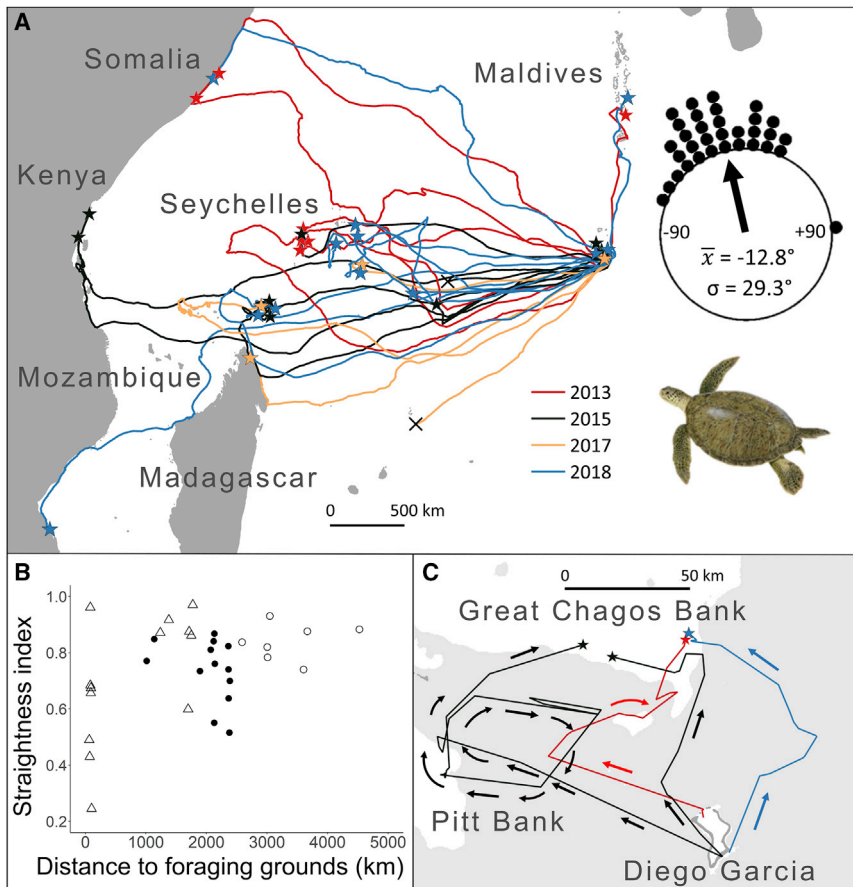 A
Somalia
Maldives
Kenya
Seychelles
-90
+90
x̅ = -12.8°
σ = 29.3°
Mozambique
Madagascar
2013
2015
2017
2018
0 500 km
B
Straightness index
1.0
0.8
0.6
0.4
0.2
0 1000 2000 3000 4000 5000
Distance to foraging grounds (km)
C
0 50 km
Great Chagos Bank
Pitt Bank
Diego Garcia